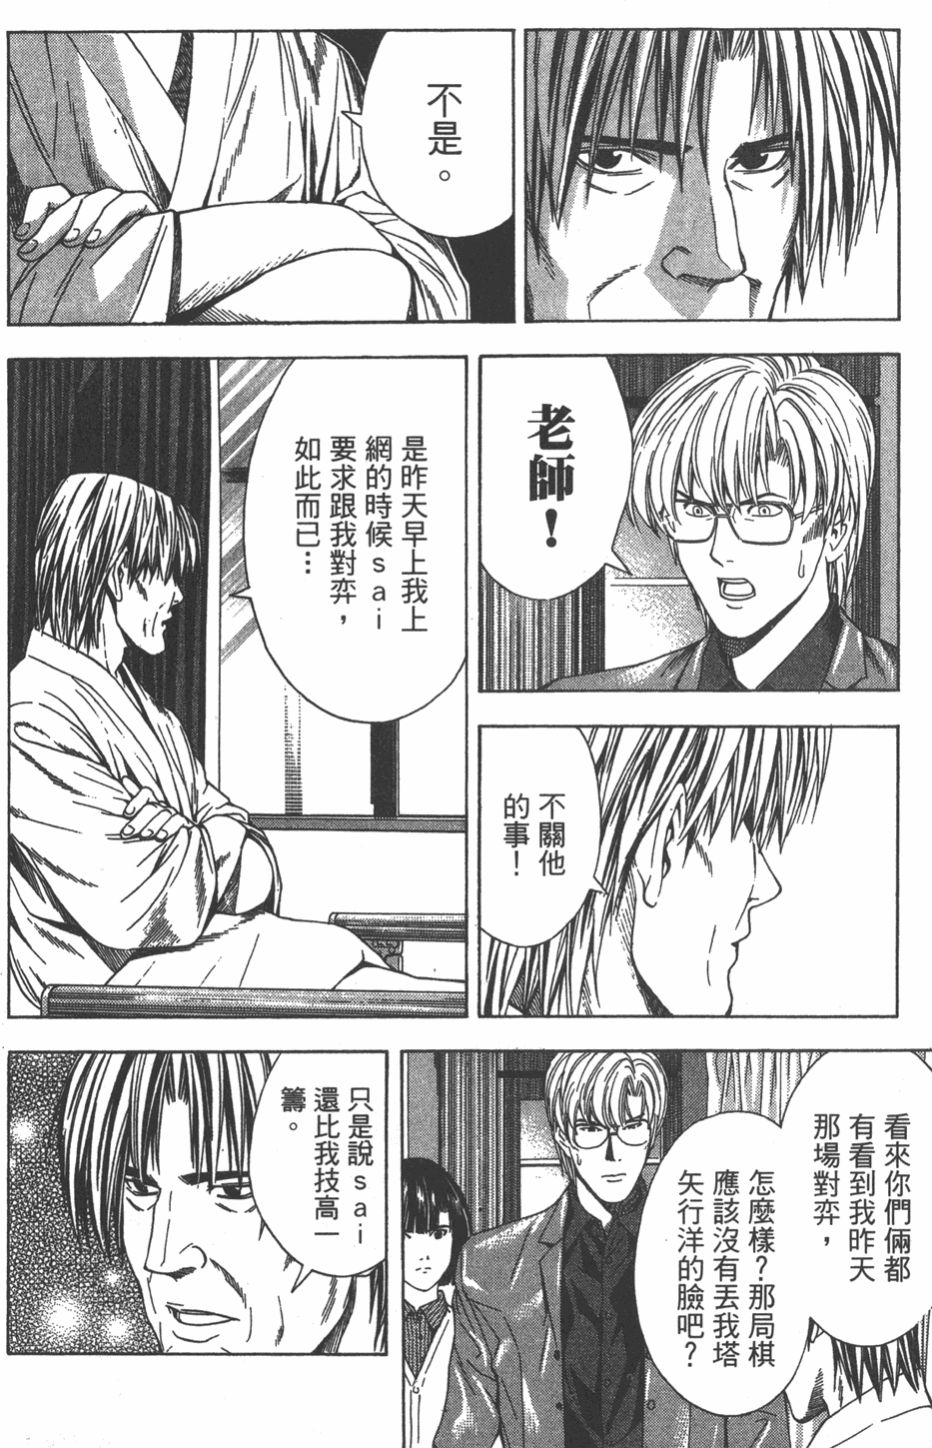 不是。
老師！
是昨天早上我上
網的時候sai
要求跟我對弈，
如此而已…
不關他
的事！
看來你們倆都
有看到我昨天
那場對弈，
怎麼樣？那局棋
應該沒有丟我塔
矢行洋的臉吧？
只是說sai
還比我技高一
籌。